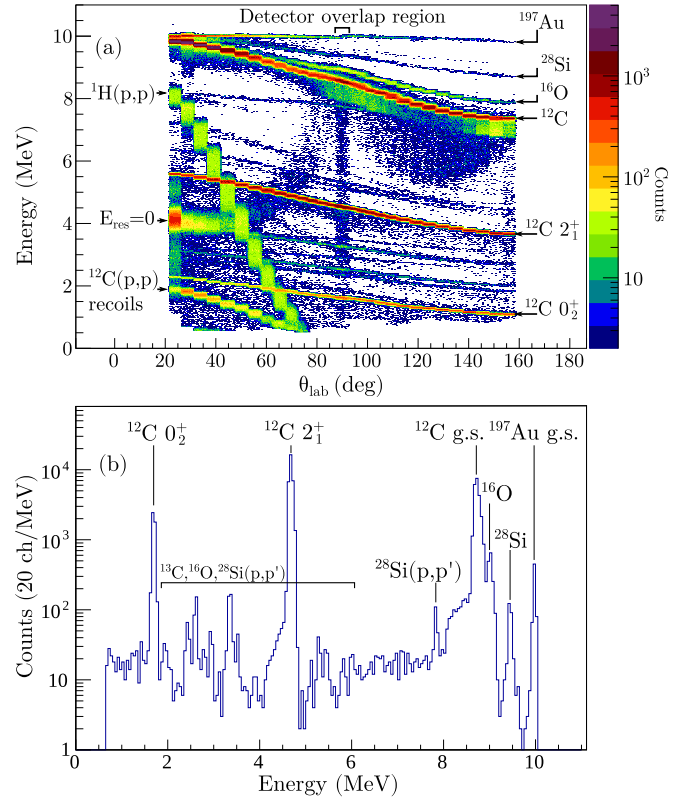 Detector overlap region
(a)
¹⁹⁷Au
²⁸Si
¹⁶O
¹²C
¹²C 2₁⁺
¹²C 0₂⁺
¹H(p,p)
E_res=0
¹²C(p,p)
recoils
Energy (MeV)
10
8
6
4
2
0
0 20 40 60 80 100 120 140 160 180
θ_lab (deg)
10³
10²
10
Counts
(b)
¹²C 0₂⁺
¹²C 2₁⁺
¹²C g.s. ¹⁹⁷Au g.s.
¹⁶O
²⁸Si
²⁸Si(p,p')
¹³C,¹⁶O,²⁸Si(p,p')
Counts (20 ch/MeV)
10⁴
10³
10²
10
1
0 2 4 6 8 10
Energy (MeV)